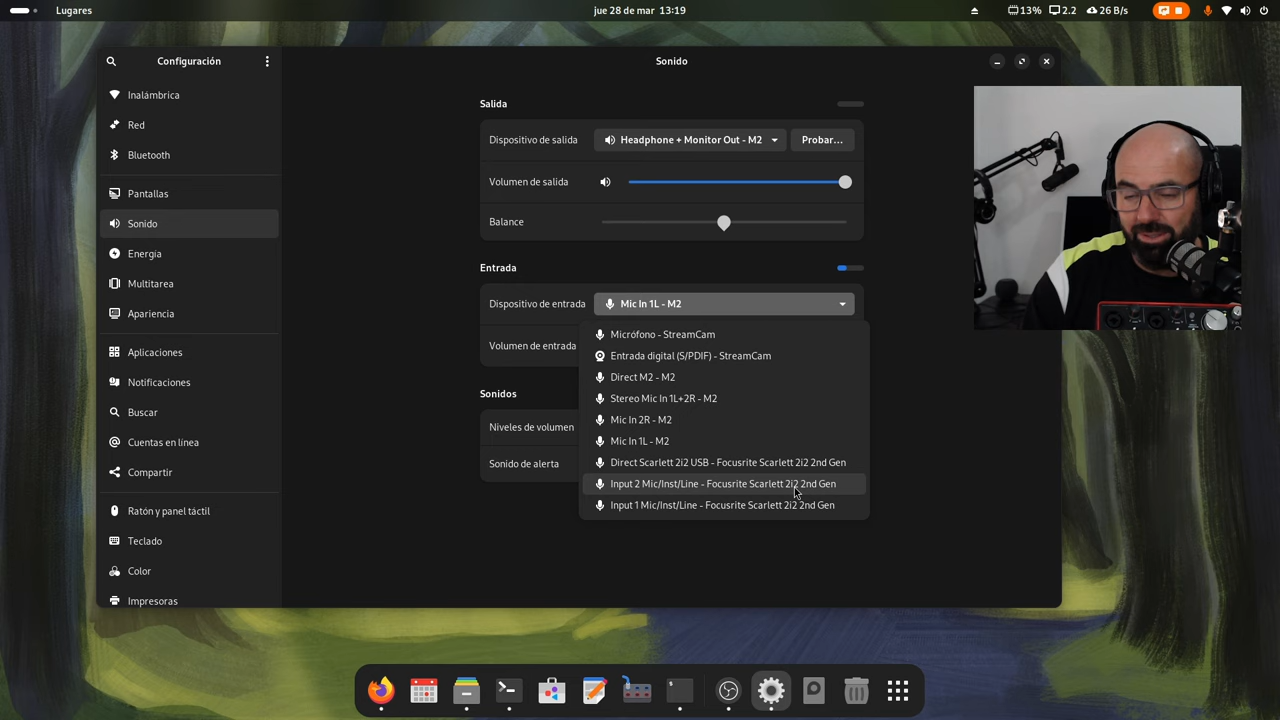 Lugares
jue 28 de mar 13:19
13% 2.2 26 B/s
Configuración
Sonido
Inalámbrica
Red
Bluetooth
Pantallas
Sonido
Energía
Multitarea
Apariencia
Aplicaciones
Notificaciones
Buscar
Cuentas en línea
Compartir
Ratón y panel táctil
Teclado
Color
Impresoras
Salida
Dispositivo de salida Headphone + Monitor Out - M2 Probar...
Volumen de salida
Balance
Entrada
Dispositivo de entrada Mic In 1L - M2
Volumen de entrada
Sonidos
Niveles de volumen
Sonido de alerta
Micrófono - StreamCam
Entrada digital (S/PDIF) - StreamCam
Direct M2 - M2
Stereo Mic In 1L+2R - M2
Mic In 2R - M2
Mic In 1L - M2
Direct Scarlett 2i2 USB - Focusrite Scarlett 2i2 2nd Gen
Input 2 Mic/Inst/Line - Focusrite Scarlett 2i2 2nd Gen
Input 1 Mic/Inst/Line - Focusrite Scarlett 2i2 2nd Gen